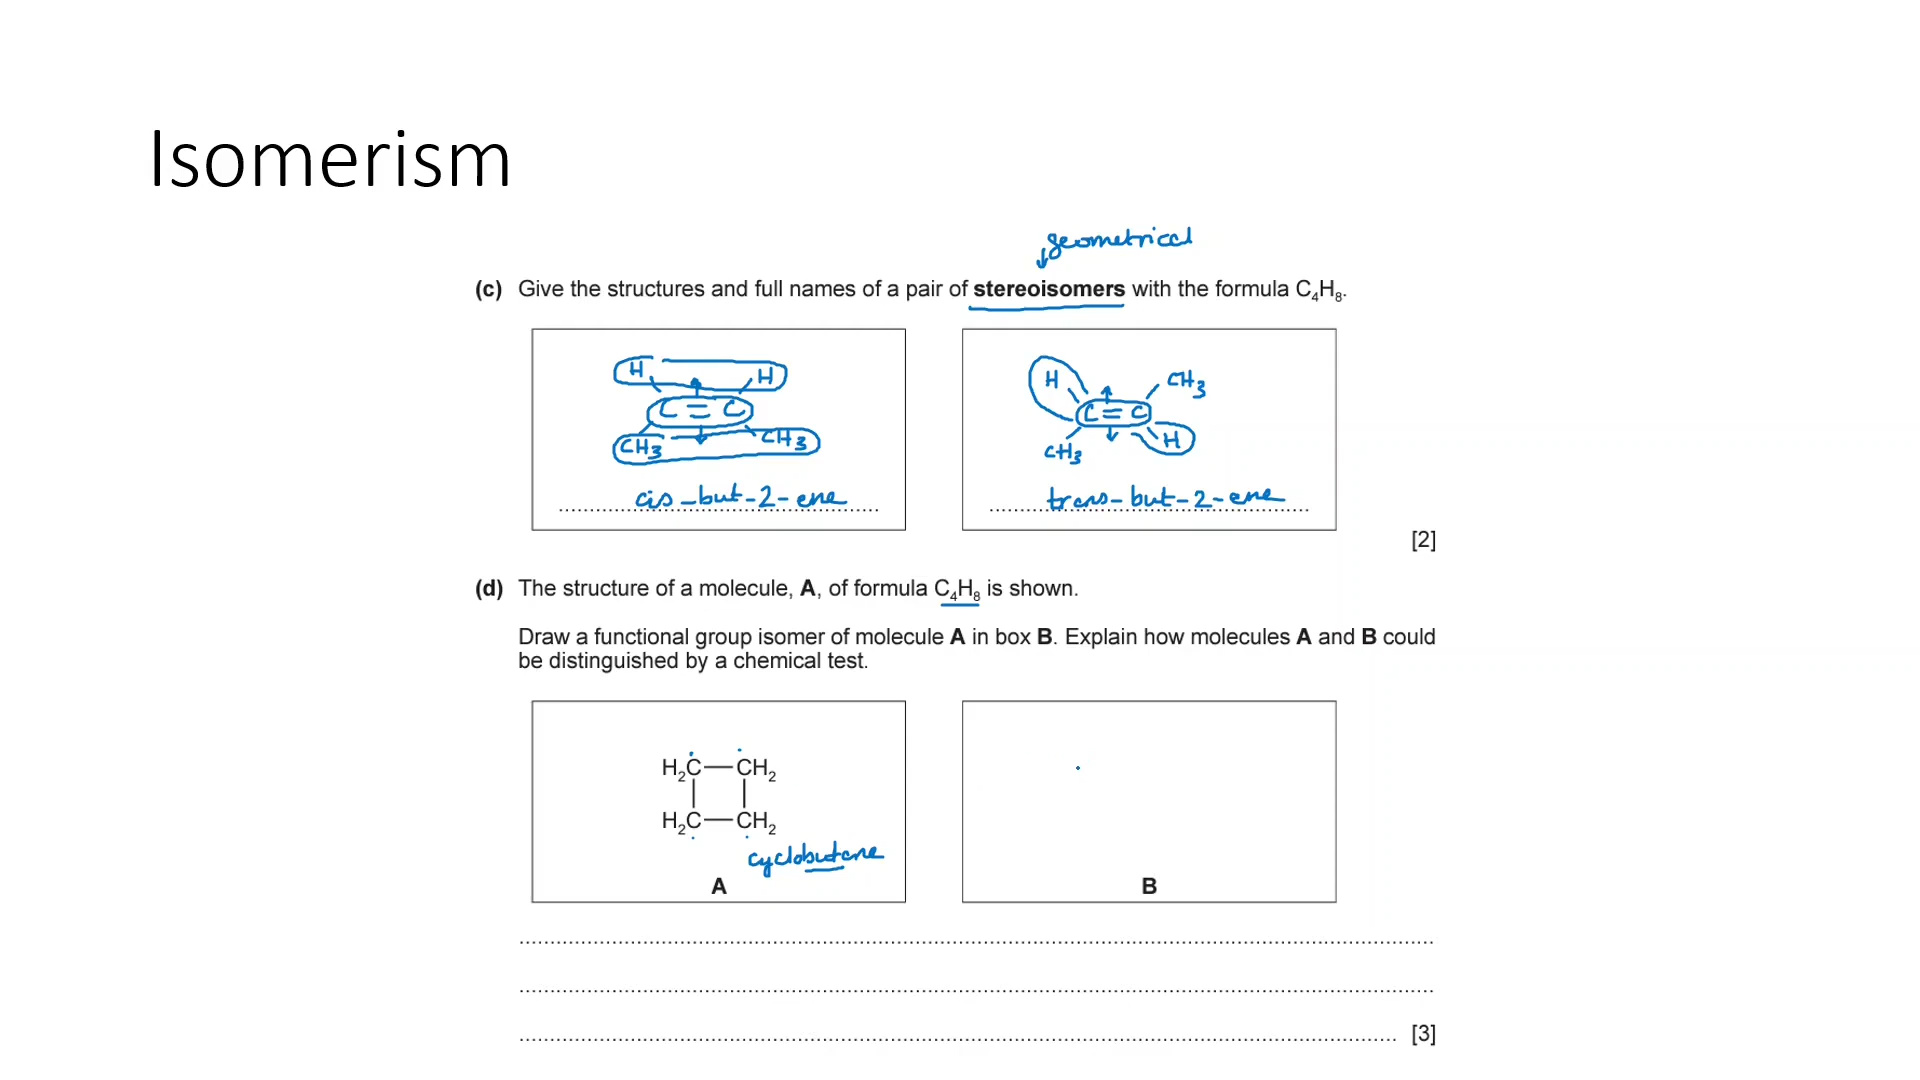 Isomerism
geometrical
(c) Give the structures and full names of a pair of stereoisomers with the formula C₄H₈.
H H H CH₃
C=C C=C
CH₃ CH₃ CH₃ H
cis-but-2-ene trans-but-2-ene
[2]
(d) The structure of a molecule, A, of formula C₄H₈ is shown.
Draw a functional group isomer of molecule A in box B. Explain how molecules A and B could
be distinguished by a chemical test.
H₂C—CH₂
H₂C—CH₂
cyclobutane
A B
[3]